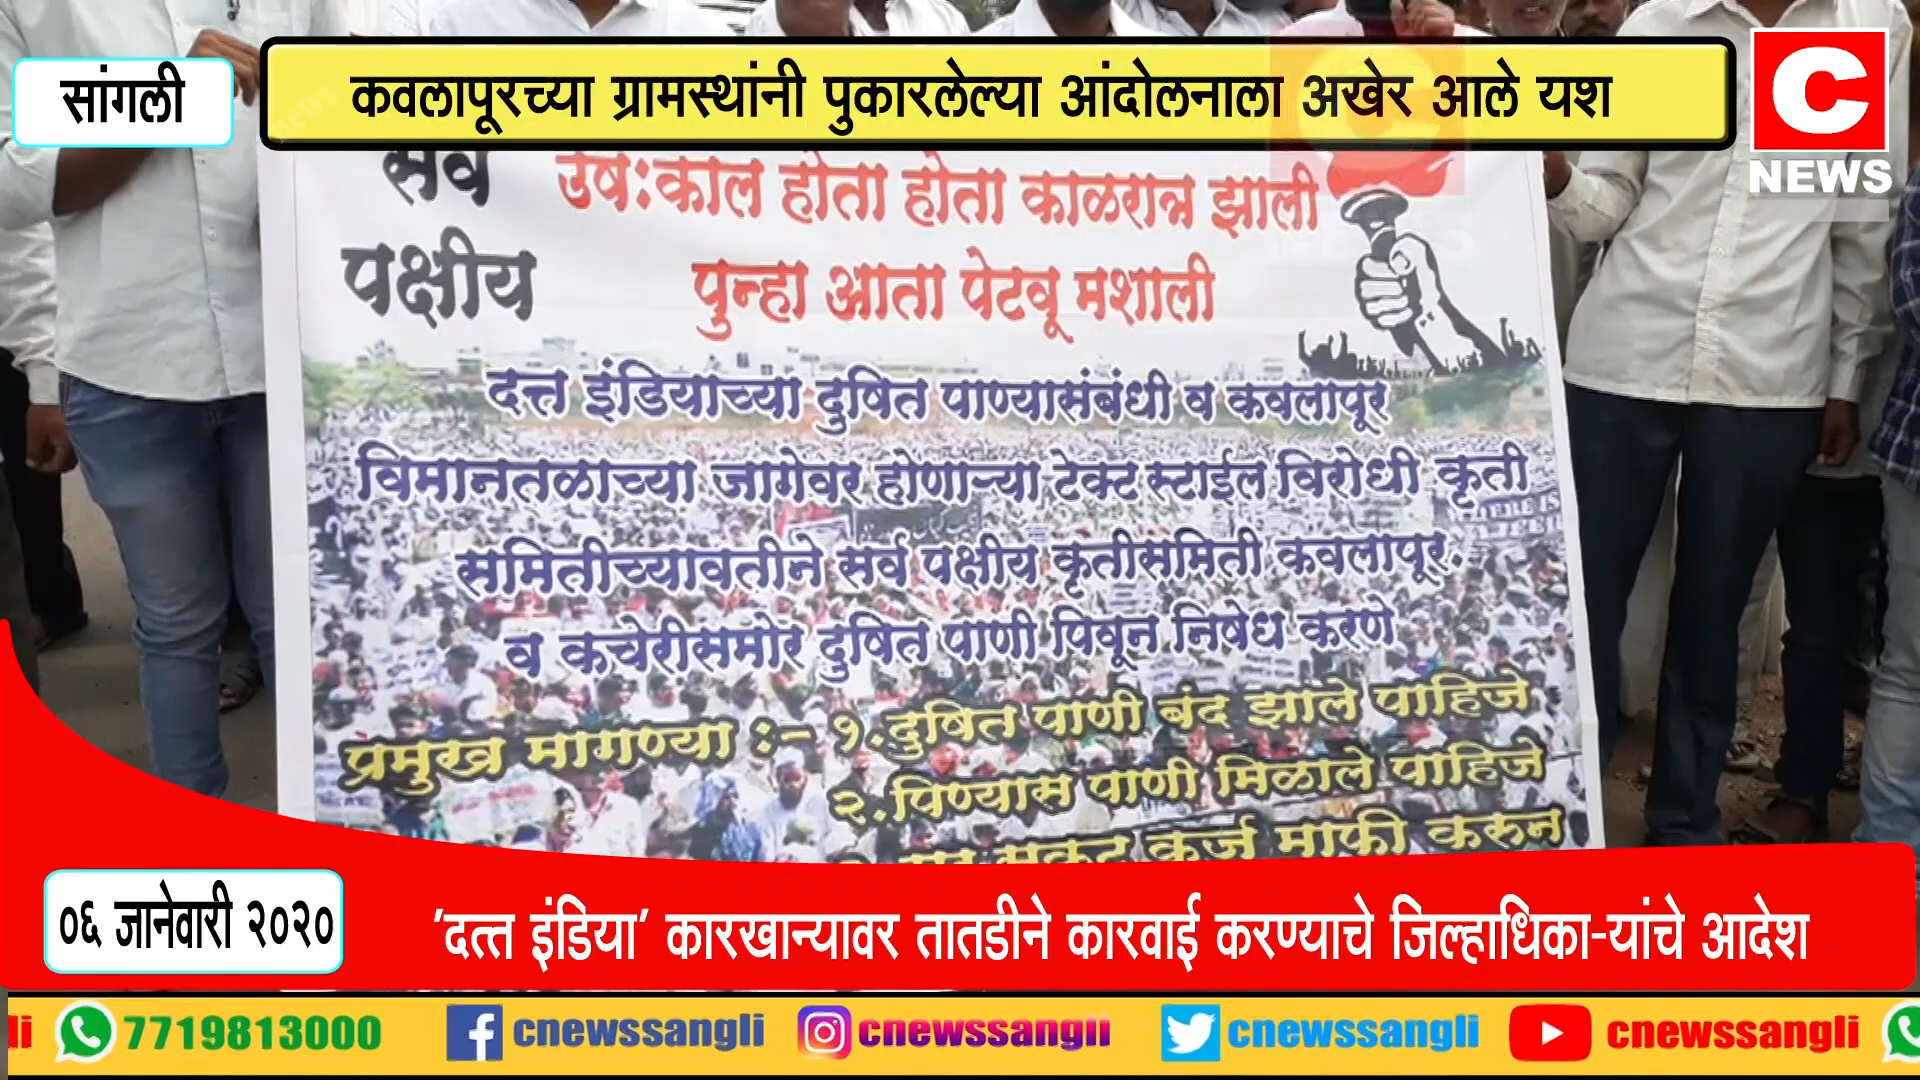 सांगली
कवलापूरच्या ग्रामस्थांनी पुकारलेल्या आंदोलनाला अखेर आले यश
C
NEWS
सर्व
पक्षीय
उष:काल होता होता काळरात्र झाली
पुन्हा आता पेटवू मशाली
दत्त इंडियाच्या दुषित पाण्यासंबंधी व कवलापूर
विमानतळाच्या जागेवर होणाऱ्या टेक्ट स्टाईल विरोधी कृती
समितीच्यावतीने सर्व पक्षीय कृतीसमिती कवलापूर.
व कचेरीसमोर दुषित पाणी पिवून निषेध करणे
प्रमुख मागण्या :- १.दुषित पाणी बंद झाले पाहिजे
२.पिण्यास पाणी मिळाले पाहिजे
कर्ज माफी करुन
०६ जानेवारी २०२०
'दत्त इंडिया' कारखान्यावर तातडीने कारवाई करण्याचे जिल्हाधिका-यांचे आदेश
li 7719813000 cnewssangli cnewssangli cnewssangli cnewssangli